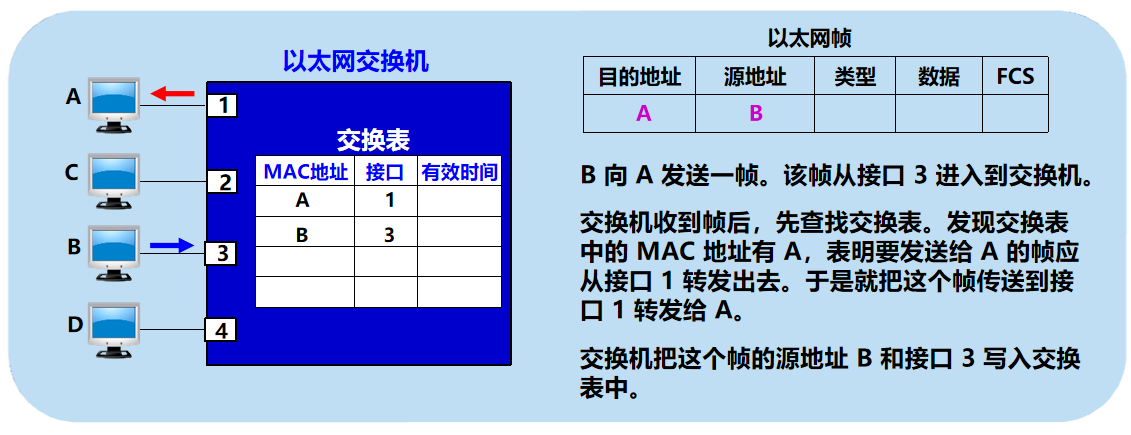 以太网交换机
A
C
B
D
1
2
3
4
交换表
MAC地址 接口 有效时间
A 1
B 3
以太网帧
目的地址 源地址 类型 数据 FCS
A B
B 向 A 发送一帧。该帧从接口 3 进入到交换机。
交换机收到帧后，先查找交换表。发现交换表
中的 MAC 地址有 A，表明要发送给 A 的帧应
从接口 1 转发出去。于是就把这个帧传送到接
口 1 转发给 A。
交换机把这个帧的源地址 B 和接口 3 写入交换
表中。